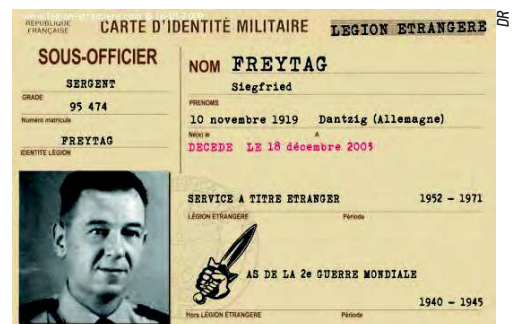 RÉPUBLIQUE
FRANÇAISE
CARTE D'IDENTITÉ MILITAIRE
LEGION ETRANGERE
DR
SOUS-OFFICIER
SERGENT
GRADE
95 474
Numéro matricule
FREYTAG
IDENTITE LEGION
NOM FREYTAG
Siegfried
PRENOMS
10 novembre 1919 Dantzig (Allemagne)
Né(e) le A
DECEDE LE 18 décembre 2003
SERVICE A TITRE ETRANGER 1952 - 1971
LÉGION ÉTRANGERE Période
AS DE LA 2e GUERRE MONDIALE
1940 - 1945
Hors LÉGION ÉTRANGERE Période